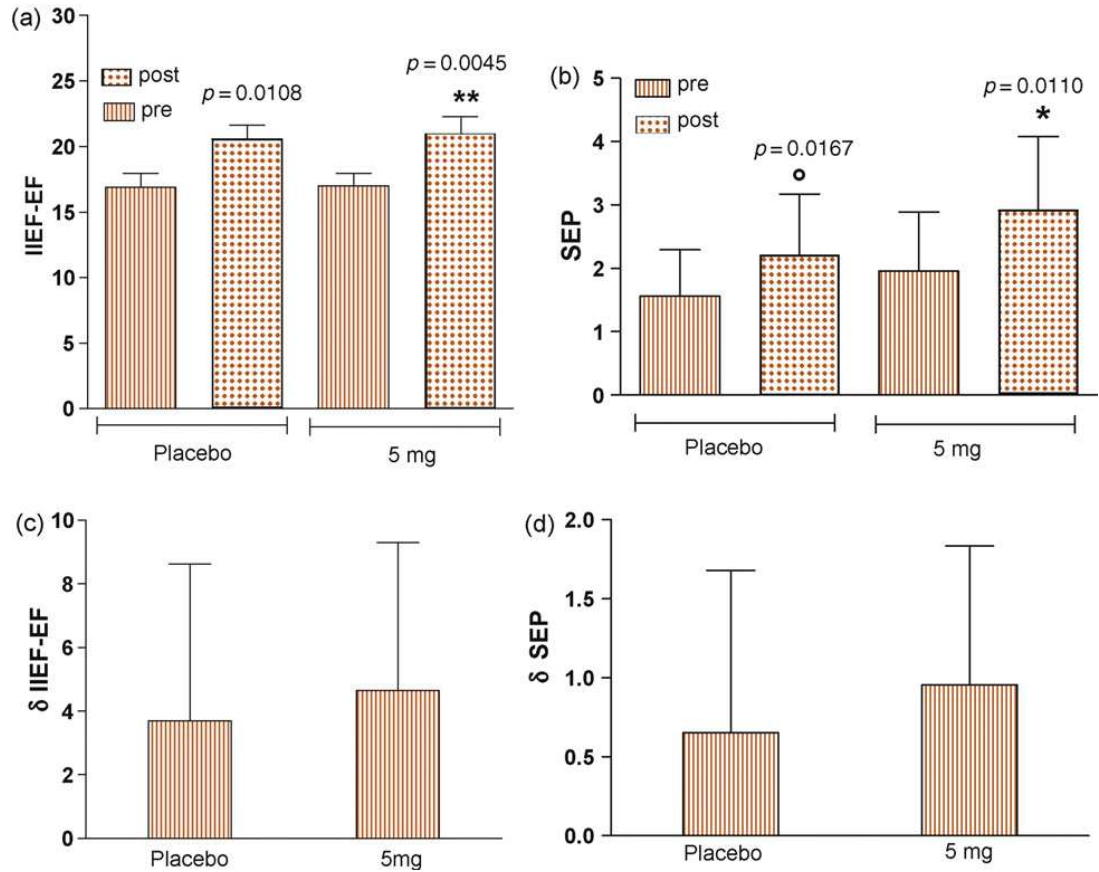 (a)
30
25
20
15
10
5
0
IIEF-EF
post
pre
p = 0.0108
p = 0.0045
**
Placebo
5 mg
(b)
5
4
3
2
1
0
SEP
pre
post
p = 0.0167
p = 0.0110
*
Placebo
5 mg
(c)
10
8
6
4
2
0
δ IIEF-EF
Placebo
5mg
(d)
2.0
1.5
1.0
0.5
0.0
δ SEP
Placebo
5 mg